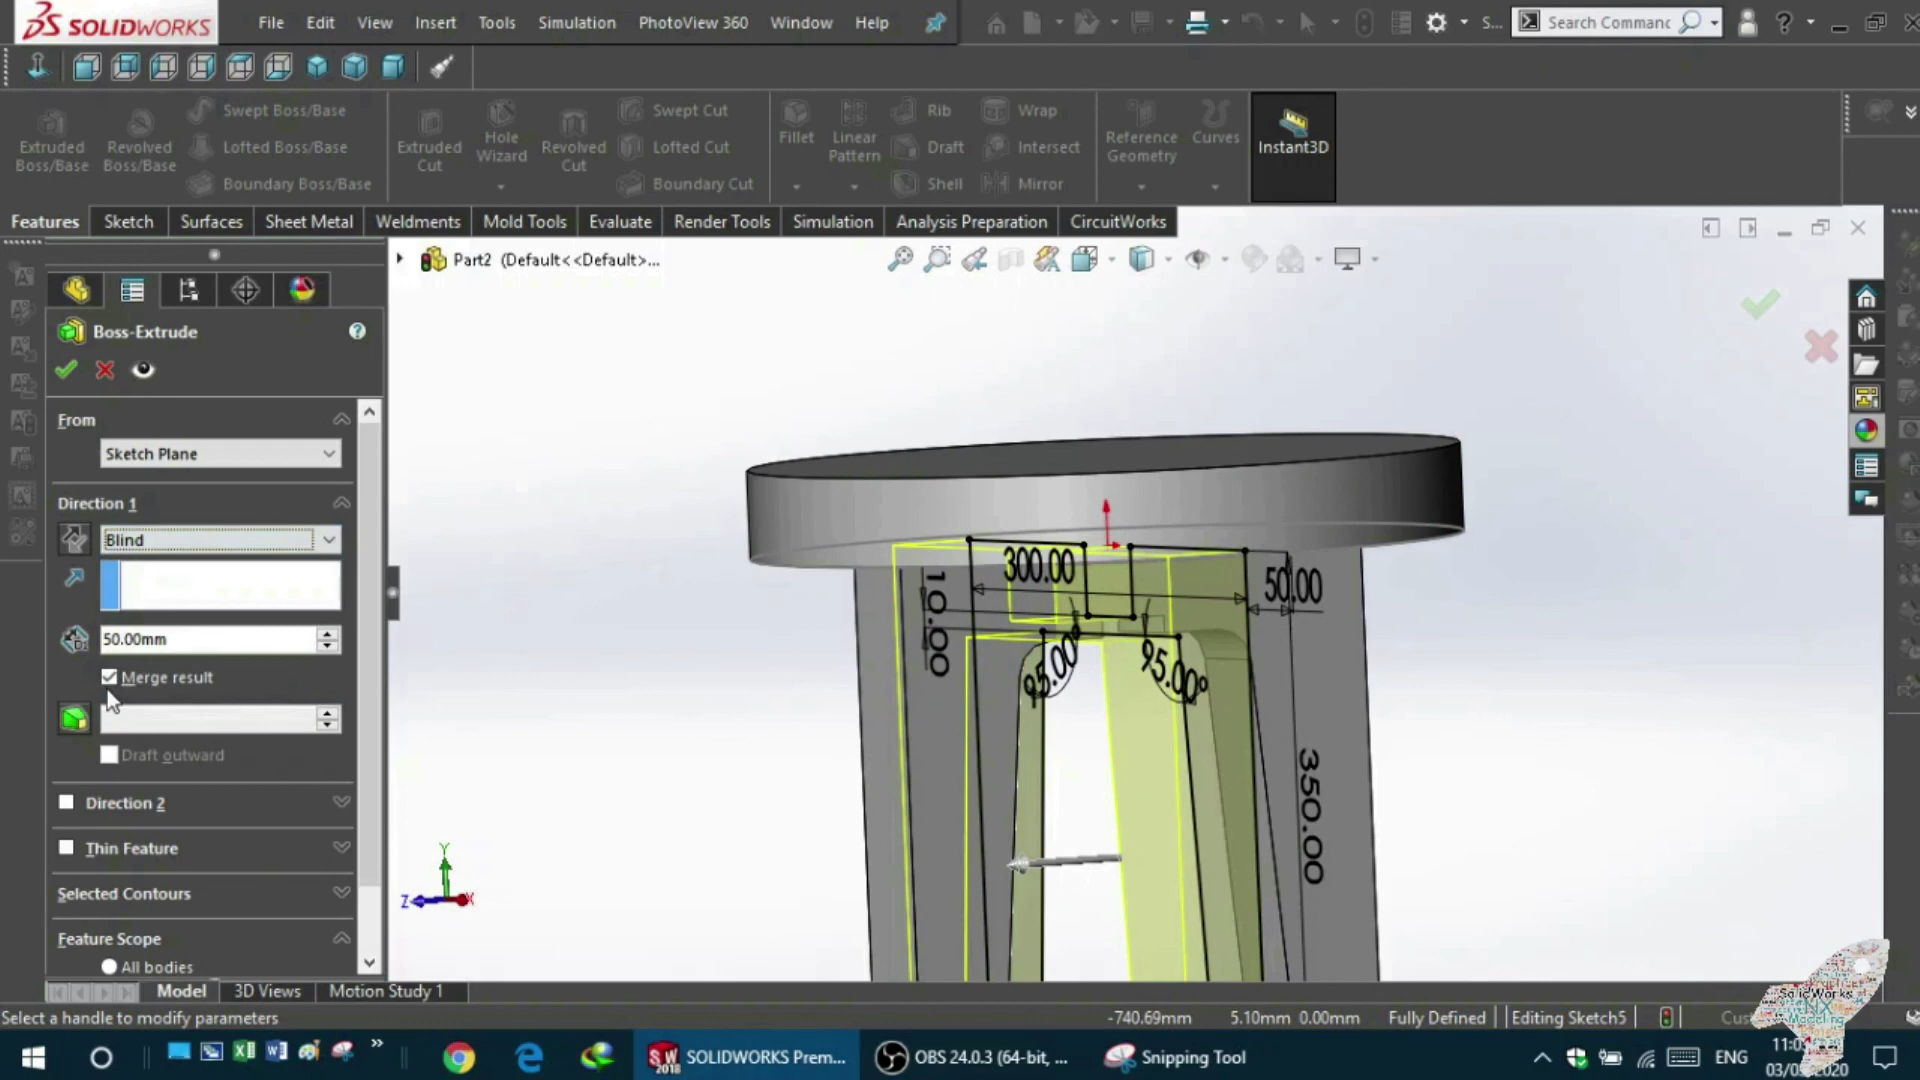 SOLIDWORKS File Edit View Insert Tools Simulation PhotoView 360 Window Help S... Search Commanc
Extruded Boss/Base Revolved Boss/Base Swept Boss/Base Extruded Cut Hole Wizard Revolved Cut Swept Cut Fillet Linear Pattern Rib Wrap Reference Geometry Curves Instant3D
Lofted Boss/Base Lofted Cut Draft Intersect
Boundary Boss/Base Boundary Cut Shell Mirror
Features Sketch Surfaces Sheet Metal Weldments Mold Tools Evaluate Render Tools Simulation Analysis Preparation CircuitWorks
Part2 (Default<<Default>...
Boss-Extrude
From
Sketch Plane
Direction 1
Blind
50.00mm
Merge result
Draft outward
Direction 2
Thin Feature
Selected Contours
Feature Scope
All bodies
300.00
50.00
10.00
95.00°
95.00°
350.00
Y
Z
X
Model 3D Views Motion Study 1
Select a handle to modify parameters -740.69mm 5.10mm 0.00mm Fully Defined Editing Sketch5
SolidWorks
NX
Modeling
SW 2018 SOLIDWORKS Prem... OBS 24.0.3 (64-bit, ... Snipping Tool ENG